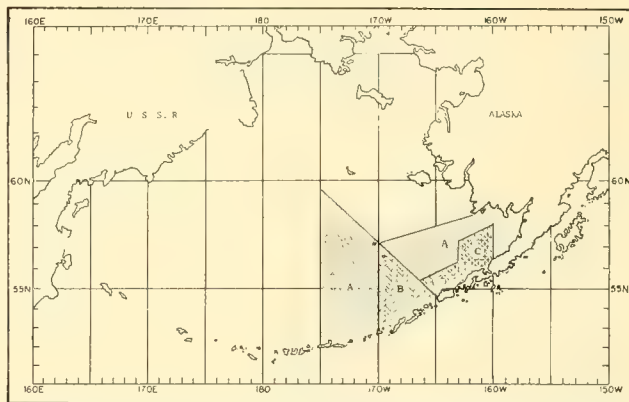 160E 170E 180 170W 160W 150W
U S S R
ALASKA
60N 60N
A
C
A
B
55N 55N
160E 170E 180 170W 160W 150W